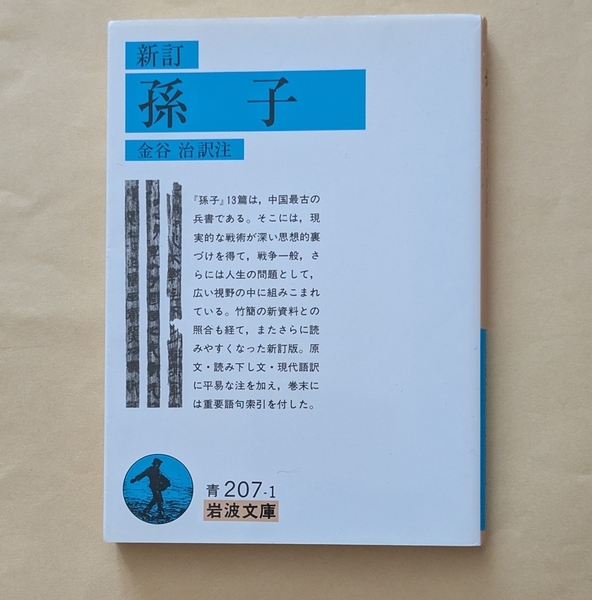 新訂
孫 子
金谷 治訳注
『孫子』13篇は，中国最古の
兵書である。そこには，現
実的な戦術が深い思想的裏
づけを得て，戦争一般，さ
らには人生の問題として，
広い視野の中に組みこまれ
ている。竹簡の新資料との
照合も経て，またさらに読
みやすくなった新訂版。原
文・読み下し文・現代語訳
に平易な注を加え，巻末に
は重要語句索引を付した。
青 207-1
岩波文庫